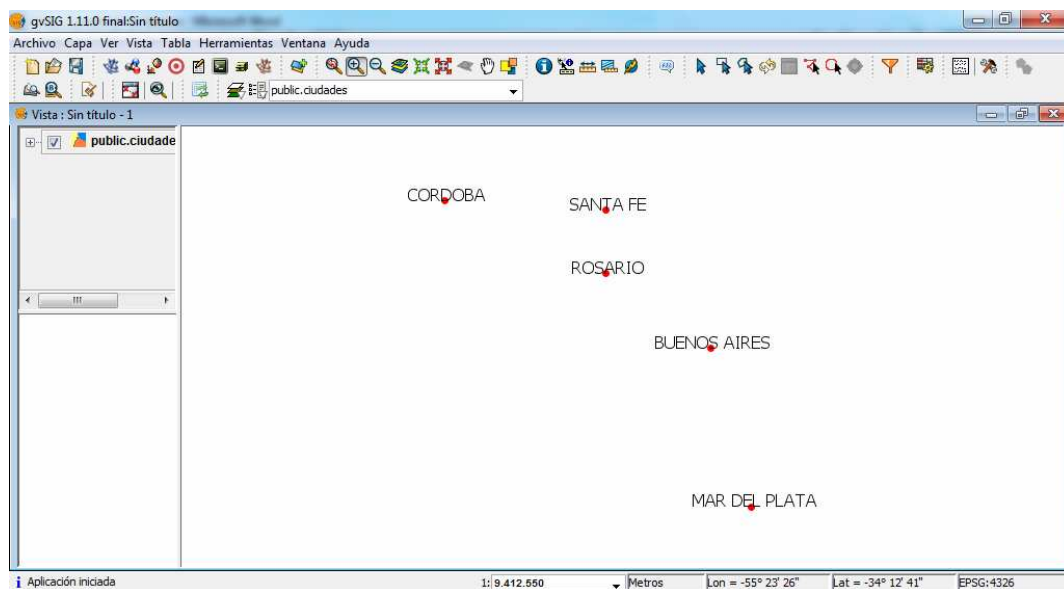 gvSIG 1.11.0 final:Sin título
Archivo Capa Ver Vista Tabla Herramientas Ventana Ayuda
public.ciudades
Vista : Sin título - 1
public.ciudade
CORDOBA
SANTA FE
ROSARIO
BUENOS AIRES
MAR DEL PLATA
Aplicación iniciada 1: 9.412.550 Metros Lon = -55° 23' 26" Lat = -34° 12' 41" EPSG:4326